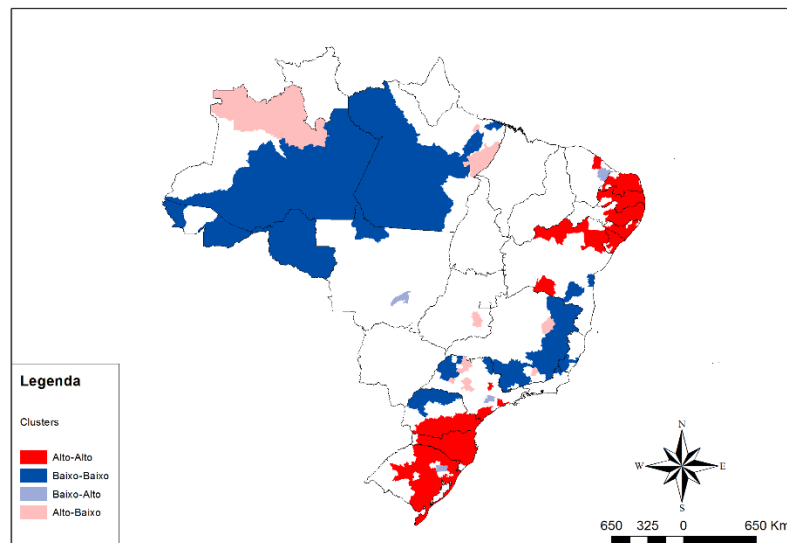 Legenda
Clusters
Alto-Alto
Baixo-Baixo
Baixo-Alto
Alto-Baixo
N
W
E
S
650 325 0 650 Km